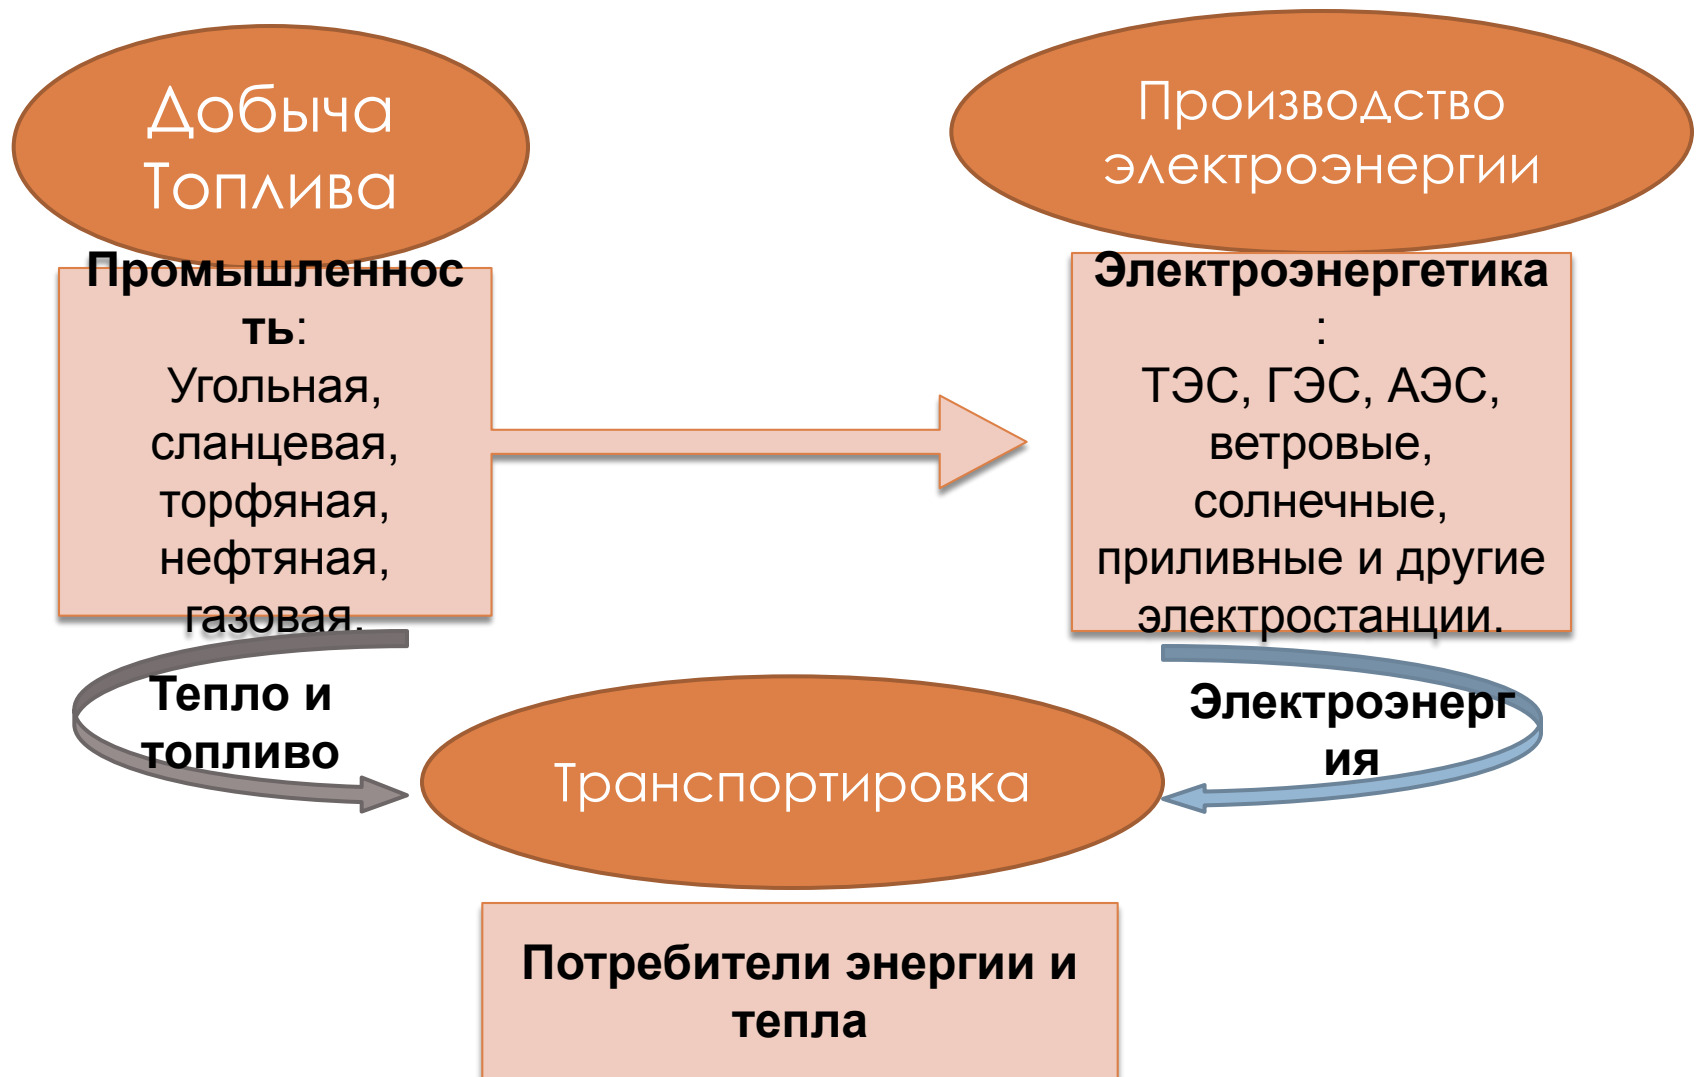 Добыча
Топлива
Промышленнос
ть:
Угольная,
сланцевая,
торфяная,
нефтяная,
газовая.
Производство
электроэнергии
Электроэнергетика
:
ТЭС, ГЭС, АЭС,
ветровые,
солнечные,
приливные и другие
электростанции.
Тепло и
топливо
Транспортировка
Электроэнерг
ия
Потребители энергии и
тепла